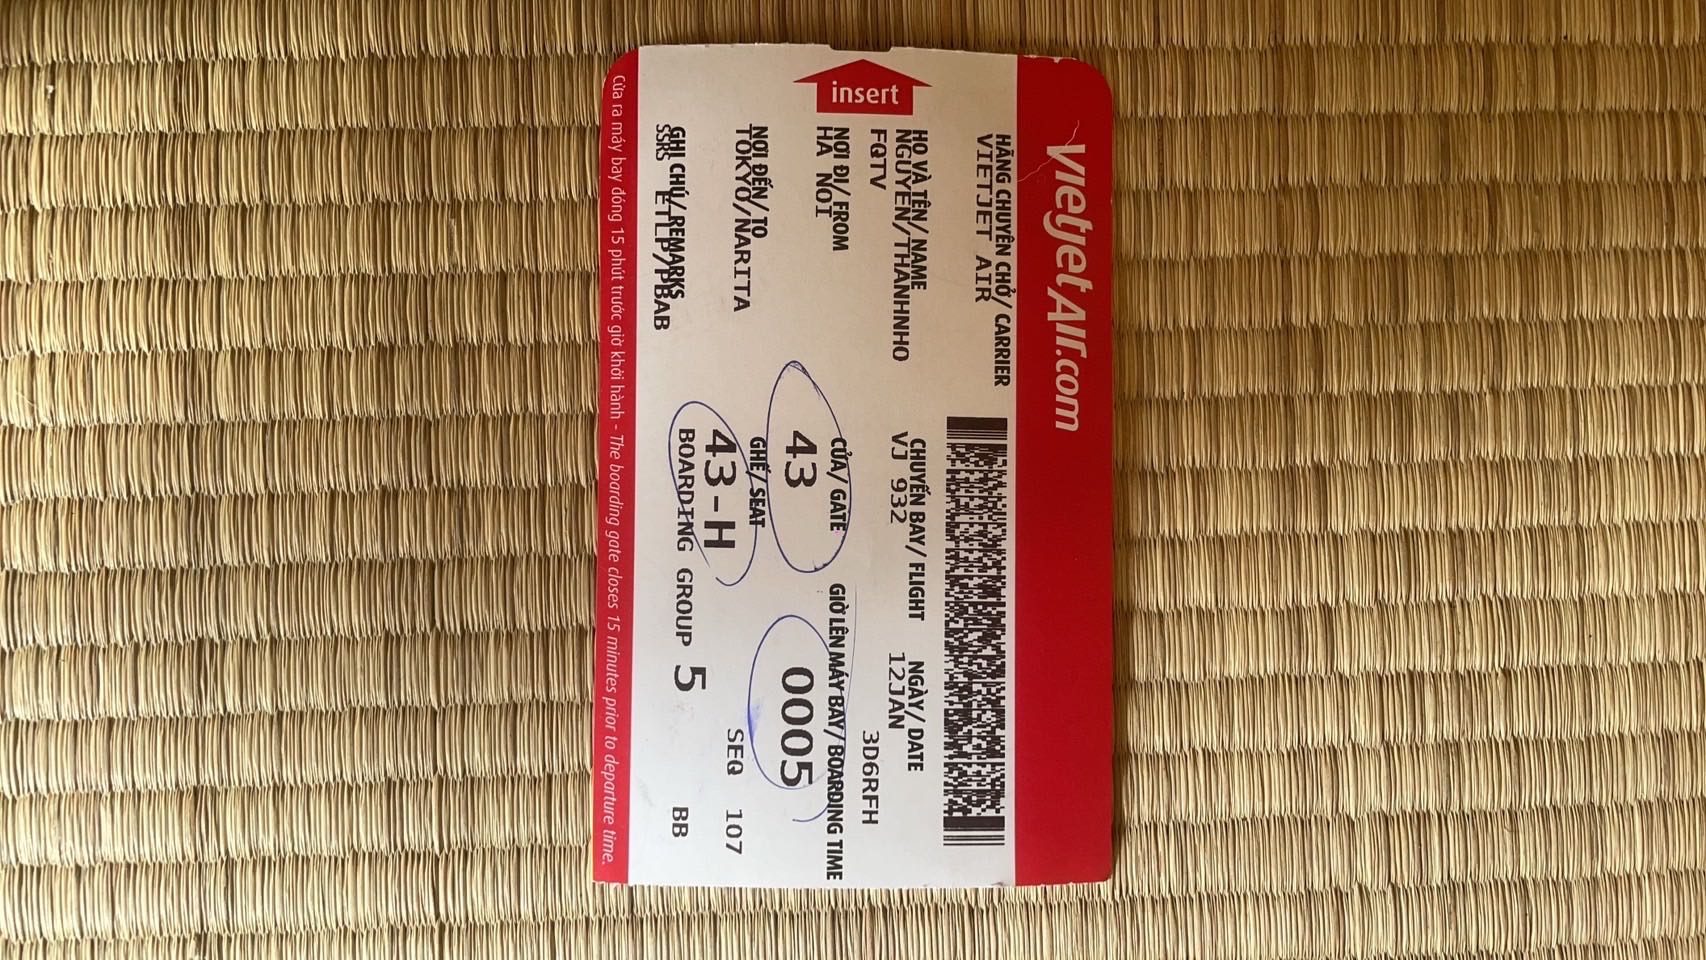 vietjetAir.com
HÃNG CHUYÊN CHỞ/ CARRIER
VIETJET AIR
insert
HỌ VÀ TÊN/ NAME
NGUYEN/THANHNHO
FQTV
CHUYẾN BAY/ FLIGHT
VJ 932
NGÀY/ DATE
12JAN
3D6RFH
NƠI ĐI/ FROM
HA NOI
CỬA/ GATE
43
GIỜ LÊN MÁY BAY/ BOARDING TIME
0005
NƠI ĐẾN/ TO
TOKYO/NARITA
GHẾ/ SEAT
43-H
SEQ 107
GHI CHÚ/ REMARKS
SSRS ETLP/PBAB
BOARDING GROUP 5 BB
Cửa ra máy bay đóng 15 phút trước giờ khởi hành - The boarding gate closes 15 minutes prior to departure time.